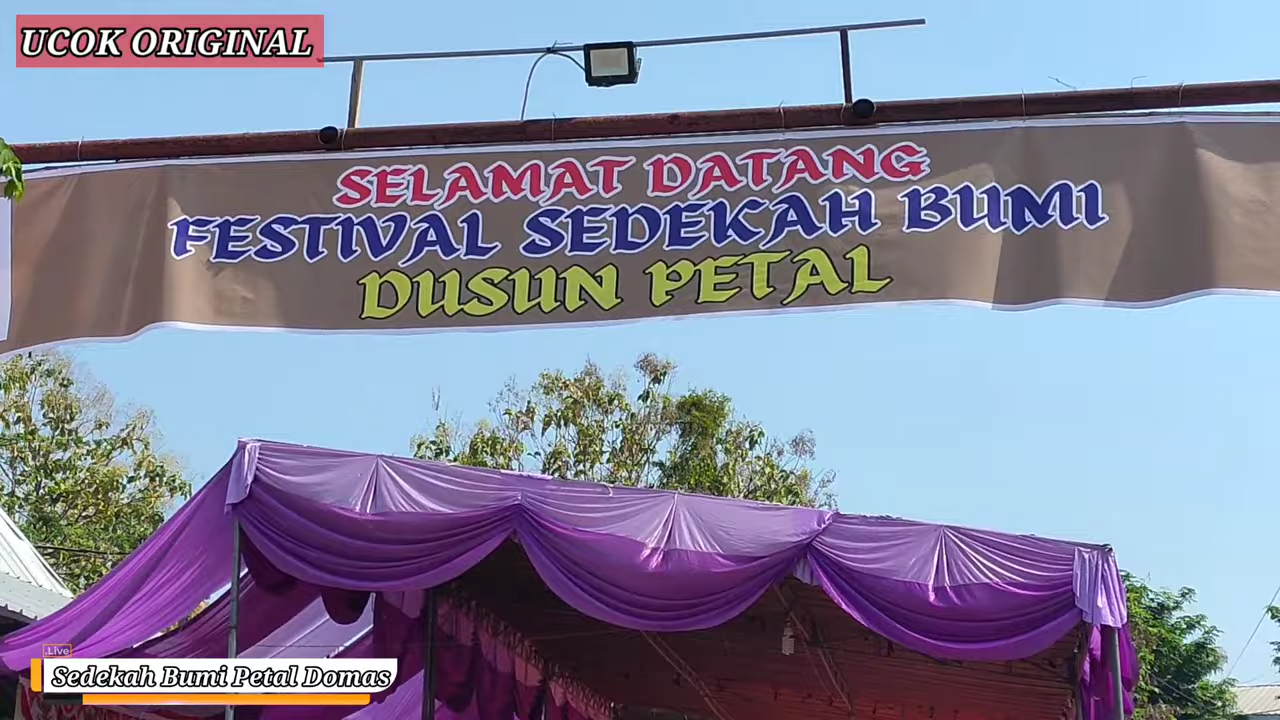 UCOK ORIGINAL
SELAMAT DATANG
FESTIVAL SEDEKAH BUMI
DUSUN PETAL
.Live
Sedekah Bumi Petal Domas